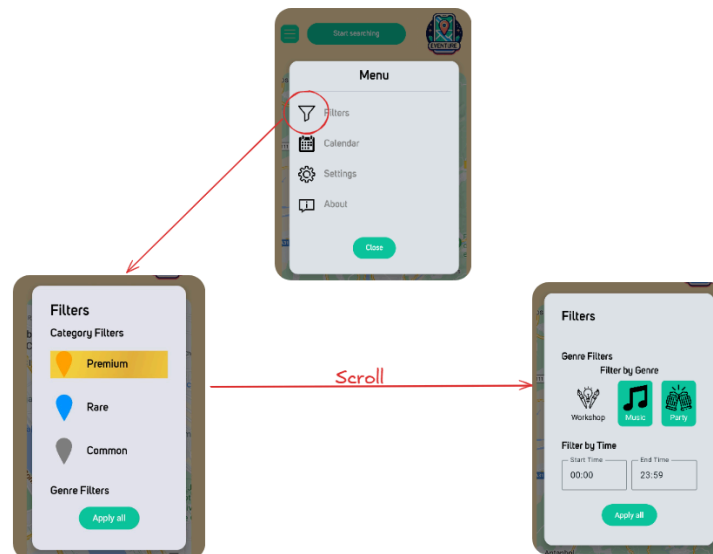 Start searching
EVENTURE
Menu
Filters
Calendar
Settings
About
Close
Filters
Category Filters
Premium
Rare
Common
Genre Filters
Apply all
Scroll
Filters
Genre Filters
Filter by Genre
Workshop Music Party
Filter by Time
Start Time End Time
00:00 23:59
Apply all